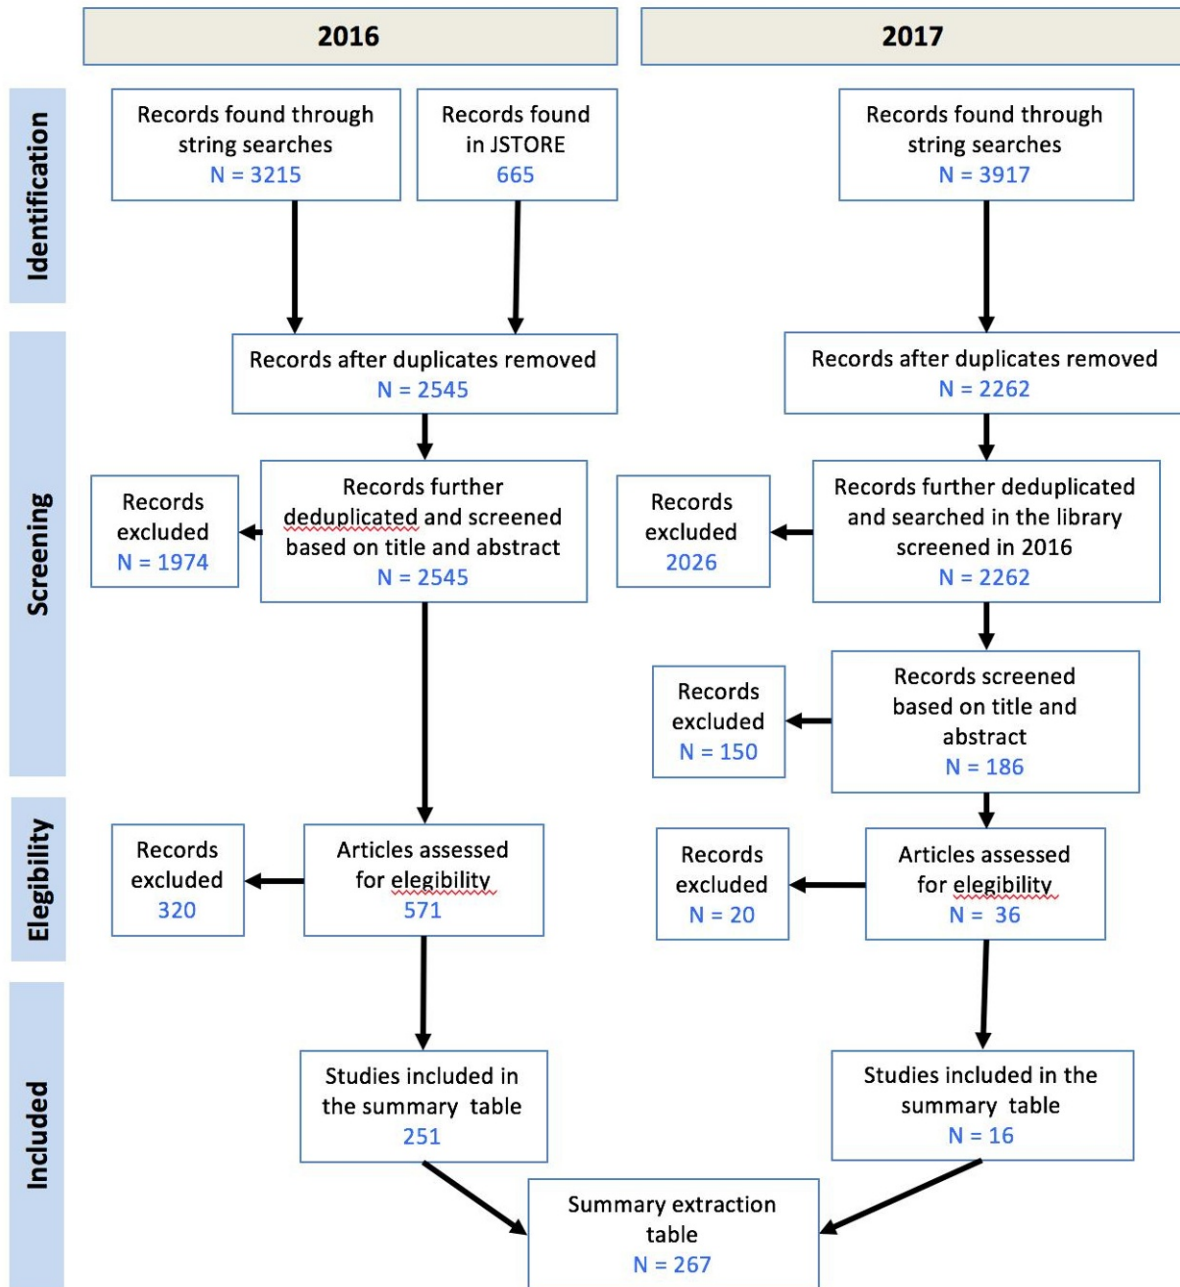 2016
2017
Identification
Records found through
string searches
N = 3215
Records found
in JSTORE
665
Records found through
string searches
N = 3917
Screening
Records after duplicates removed
N = 2545
Records after duplicates removed
N = 2262
Records
excluded
N = 1974
Records further
deduplicated and screened
based on title and abstract
N = 2545
Records
excluded
2026
Records further deduplicated
and searched in the library
screened in 2016
N = 2262
Records
excluded
N = 150
Records screened
based on title and
abstract
N = 186
Elegibility
Records
excluded
320
Articles assessed
for elegibility
571
Records
excluded
N = 20
Articles assessed
for elegibility
N = 36
Included
Studies included in
the summary table
251
Studies included in the
summary table
N = 16
Summary extraction
table
N = 267